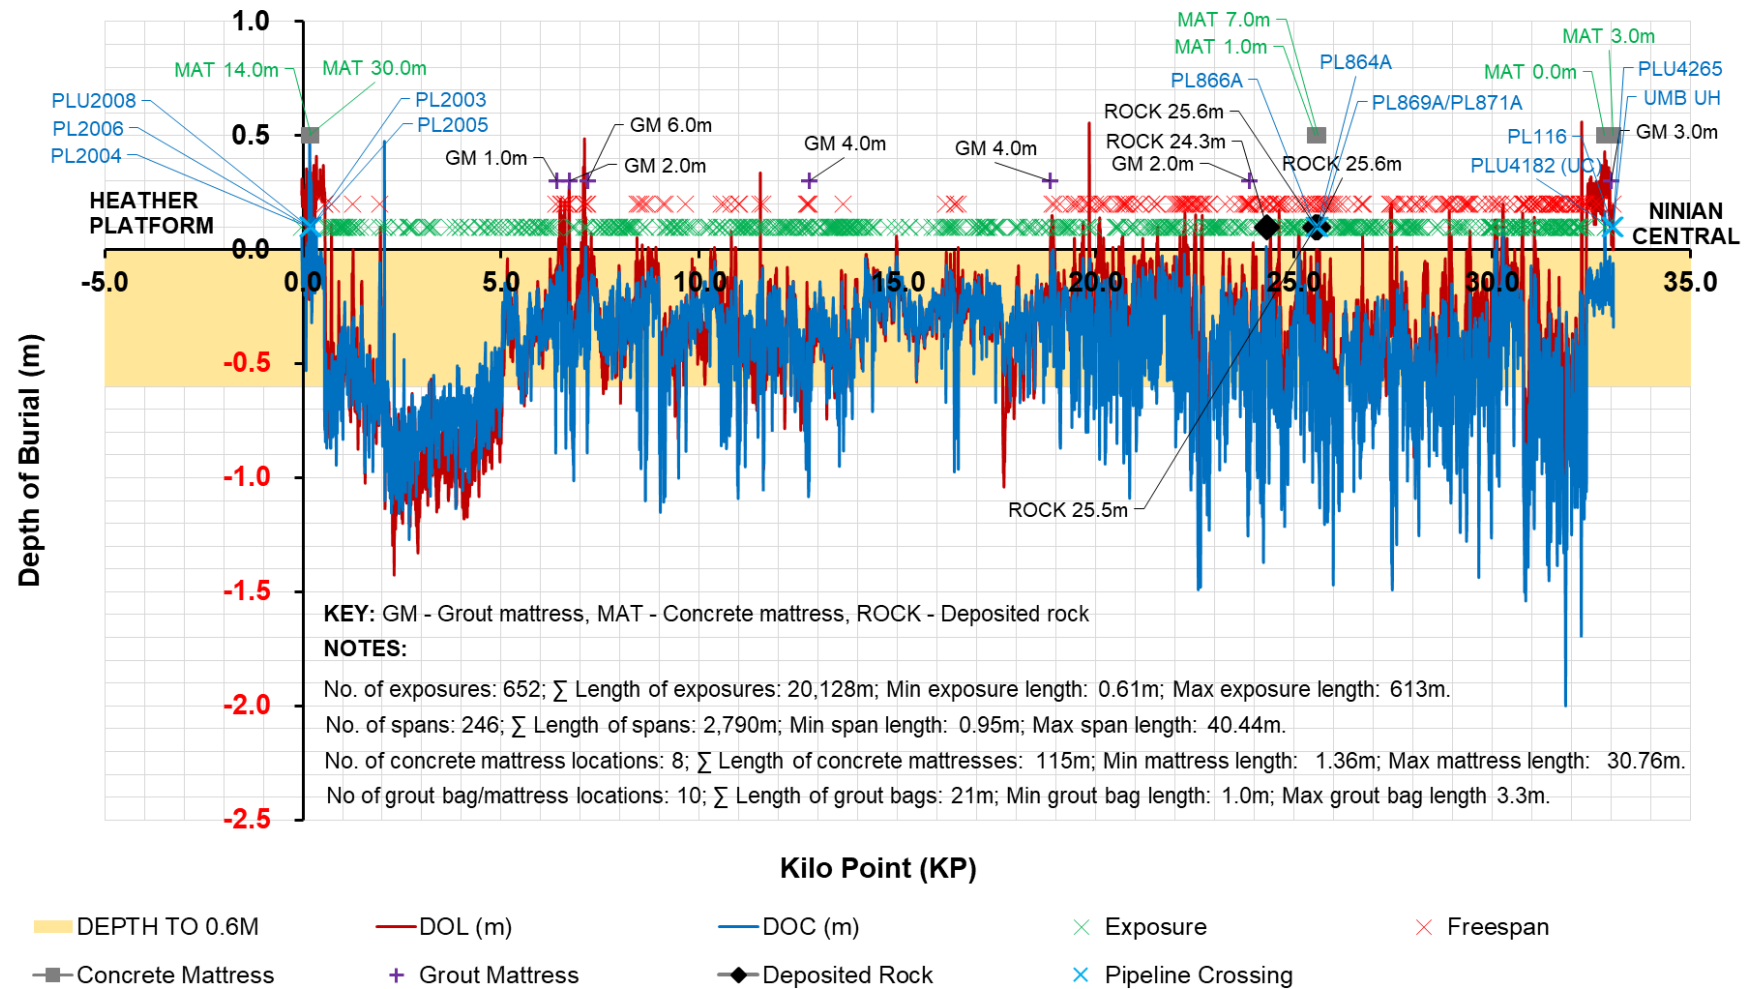 1.0
MAT 7.0m
MAT 3.0m
MAT 1.0m
MAT 14.0m
MAT 30.0m
PL864A
MAT 0.0m
PLU4265
PL866A
PLU2008
PL2003
PL869A/PL871A
UMB UH
ROCK 25.6m
PL2006
PL2005
GM 6.0m
0.5
ROCK 24.3m
PL116
GM 3.0m
PL2004
GM 1.0m
GM 2.0m
GM 4.0m
GM 4.0m
GM 2.0m
ROCK 25.6m
PLU4182 (UC)
HEATHER
PLATFORM
NINIAN
CENTRAL
0.0
-5.0
0.0
5.0
10.0
15.0
20.0
25.0
30.0
35.0
-0.5
-1.0
ROCK 25.5m
-1.5
-2.0
-2.5
Depth of Burial (m)
KEY: GM - Grout mattress, MAT - Concrete mattress, ROCK - Deposited rock
NOTES:
No. of exposures: 652; ∑ Length of exposures: 20,128m; Min exposure length: 0.61m; Max exposure length: 613m.
No. of spans: 246; ∑ Length of spans: 2,790m; Min span length: 0.95m; Max span length: 40.44m.
No. of concrete mattress locations: 8; ∑ Length of concrete mattresses: 115m; Min mattress length: 1.36m; Max mattress length: 30.76m.
No of grout bag/mattress locations: 10; ∑ Length of grout bags: 21m; Min grout bag length: 1.0m; Max grout bag length 3.3m.
Kilo Point (KP)
DEPTH TO 0.6M
DOL (m)
DOC (m)
Exposure
Freespan
Concrete Mattress
Grout Mattress
Deposited Rock
Pipeline Crossing